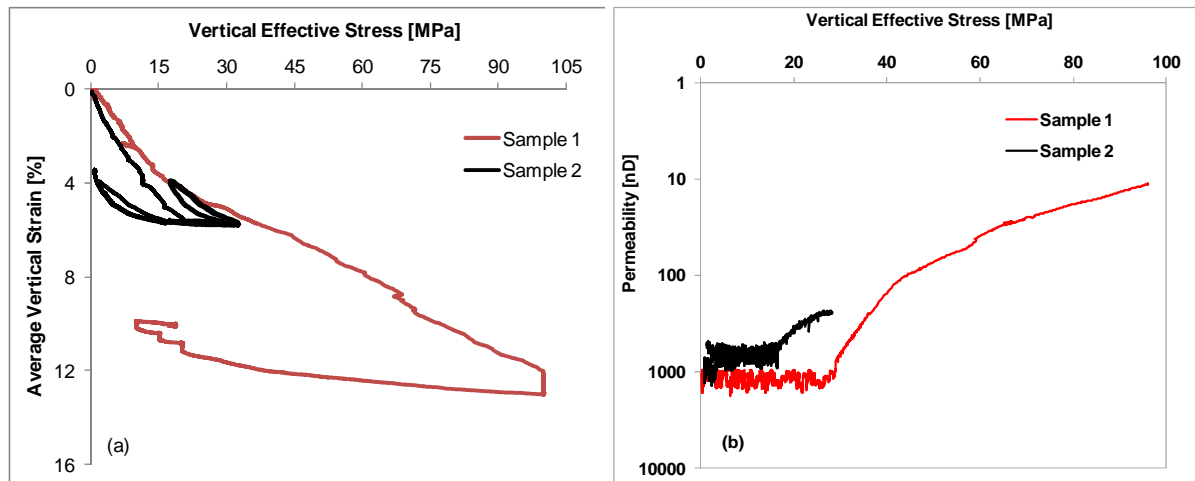 Vertical Effective Stress [MPa]
0 15 30 45 60 75 90 105
0
4
8
12
16
Average Vertical Strain [%]
Sample 1
Sample 2
(a)
Vertical Effective Stress [MPa]
0 20 40 60 80 100
1
10
100
1000
10000
Permeability [nD]
Sample 1
Sample 2
(b)